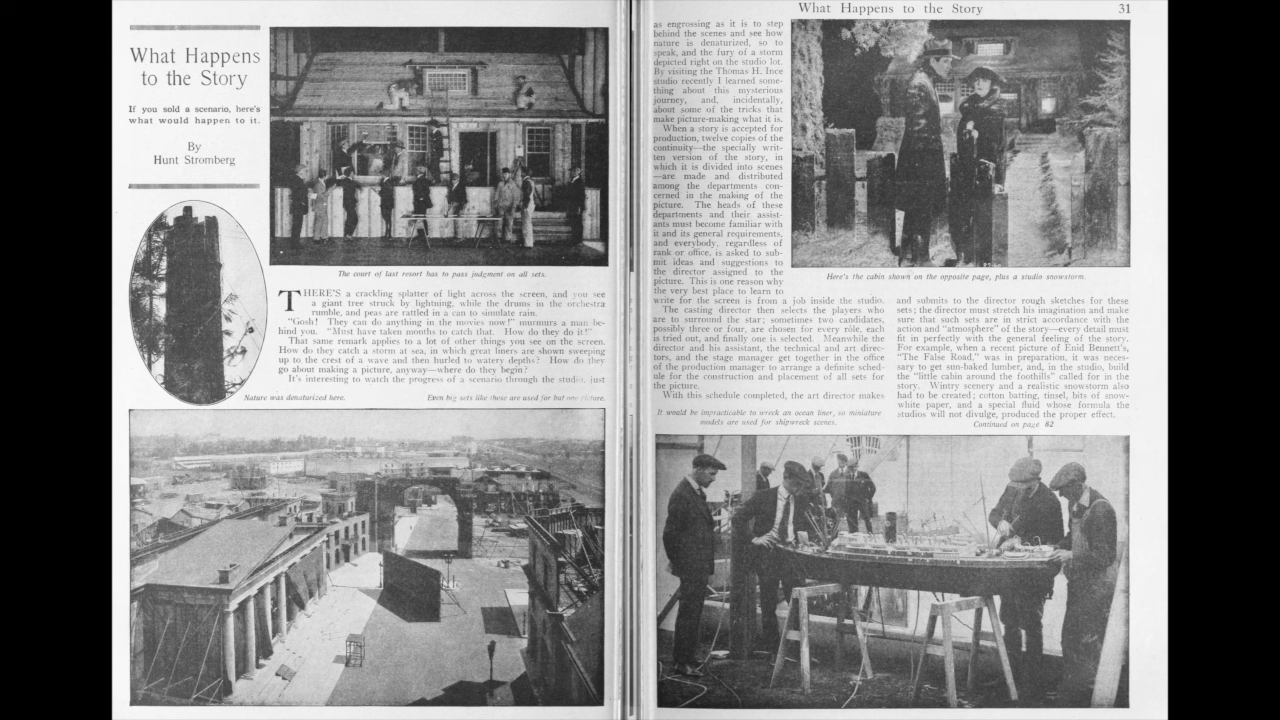 What Happens
to the Story
If you sold a scenario, here's
what would happen to it.
By
Hunt Stromberg
The court of last resort has to pass judgment on all sets.
THERE'S a crackling splatter of light across the screen, and you see
a giant tree struck by lightning, while the drums in the orchestra
rumble, and peas are rattled in a can to simulate rain.
"Gosh! They can do anything in the movies now!" murmurs a man be-
hind you. "Must have taken months to catch that. How do they do it!"
That same remark applies to a lot of other things you see on the screen.
How do they catch a storm at sea, in which great liners are shown sweeping
up to the crest of a wave and then hurled to watery depths? How do they
go about making a picture, anyway—where do they begin?
It's interesting to watch the progress of a scenario through the studio, just
Nature was denaturized here.
Even big sets like these are used for but one picture.
What Happens to the Story
31
as engrossing as it is to step
behind the scenes and see how
nature is denaturized, so to
speak, and the fury of a storm
depicted right on the studio lot.
By visiting the Thomas H. Ince
studio recently I learned some-
thing about this mysterious
journey, and, incidentally,
about some of the tricks that
make picture-making what it is.
When a story is accepted for
production, twelve copies of the
continuity—the specially writ-
ten version of the story, in
which it is divided into scenes
—are made and distributed
among the departments con-
cerned in the making of the
picture. The heads of these
departments and their assist-
ants must become familiar with
it and its general requirements,
and everybody, regardless of
rank or office, is asked to sub-
mit ideas and suggestions to
the director assigned to the
picture. This is one reason why
the very best place to learn to
write for the screen is from a job inside the studio.
The casting director then selects the players who
are to surround the star; sometimes two candidates,
possibly three or four, are chosen for every rôle, each
is tried out, and finally one is selected. Meanwhile the
director and his assistant, the technical and art direc-
tors, and the stage manager get together in the office
of the production manager to arrange a definite sched-
ule for the construction and placement of all sets for
the picture.
With this schedule completed, the art director makes
It would be impracticable to wreck an ocean liner, so miniature
models are used for shipwreck scenes.
Here's the cabin shown on the opposite page, plus a studio snowstorm.
and submits to the director rough sketches for these
sets; the director must stretch his imagination and make
sure that such sets are in strict accordance with the
action and "atmosphere" of the story—every detail must
fit in perfectly with the general feeling of the story.
For example, when a recent picture of Enid Bennett's,
"The False Road," was in preparation, it was neces-
sary to get sun-baked lumber, and, in the studio, build
the "little cabin around the foothills" called for in the
story. Wintry scenery and a realistic snowstorm also
had to be created; cotton batting, tinsel, bits of snow-
white paper, and a special fluid whose formula the
studios will not divulge, produced the proper effect.
Continued on page 82